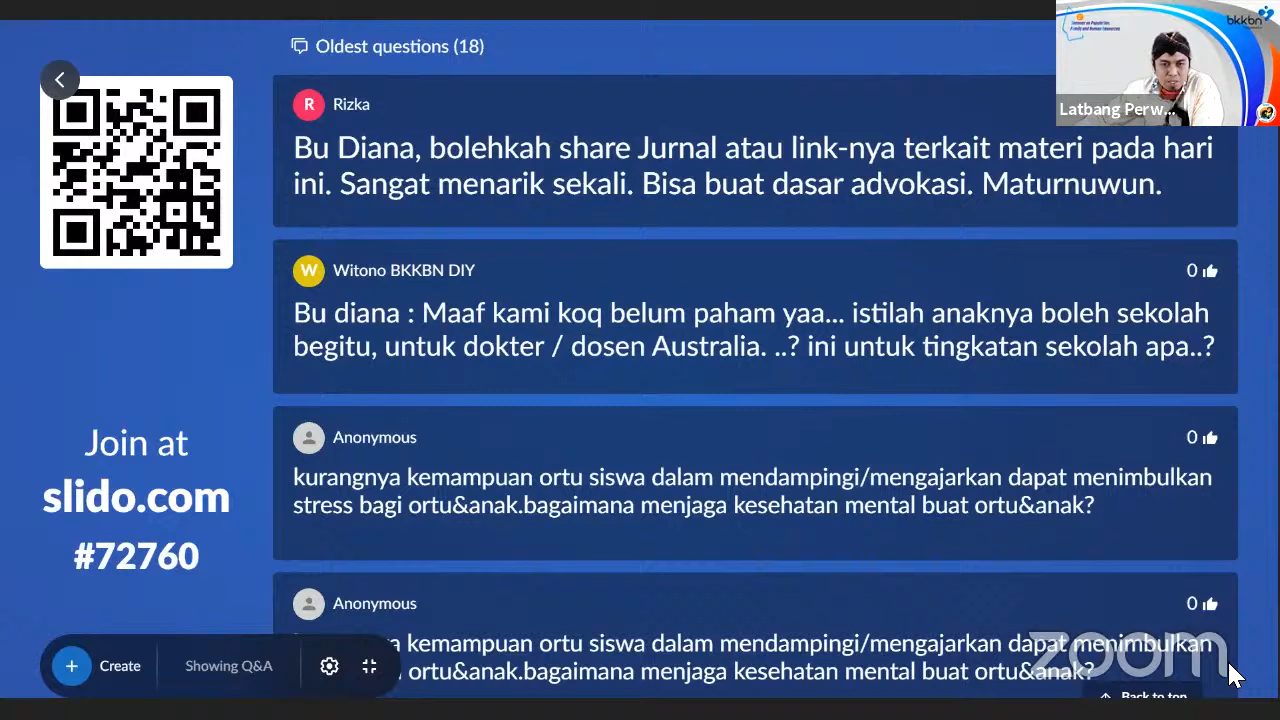 Oldest questions (18)
bkkbn
Latbang Perw...
R Rizka
Bu Diana, bolehkah share Jurnal atau link-nya terkait materi pada hari
ini. Sangat menarik sekali. Bisa buat dasar advokasi. Maturnuwun.
W Witono BKKBN DIY
0
Bu diana : Maaf kami koq belum paham yaa... istilah anaknya boleh sekolah
begitu, untuk dokter / dosen Australia. ..? ini untuk tingkatan sekolah apa..?
Anonymous
0
kurangnya kemampuan ortu siswa dalam mendampingi/mengajarkan dapat menimbulkan
stress bagi ortu&anak.bagaimana menjaga kesehatan mental buat ortu&anak?
Anonymous
0
kemampuan ortu siswa dalam mendampingi/mengajarkan dapat menimbulkan
ortu&anak.bagaimana menjaga kesehatan mental buat ortu&anak?
Join at
slido.com
#72760
Create
Showing Q&A
zoom
Back to top